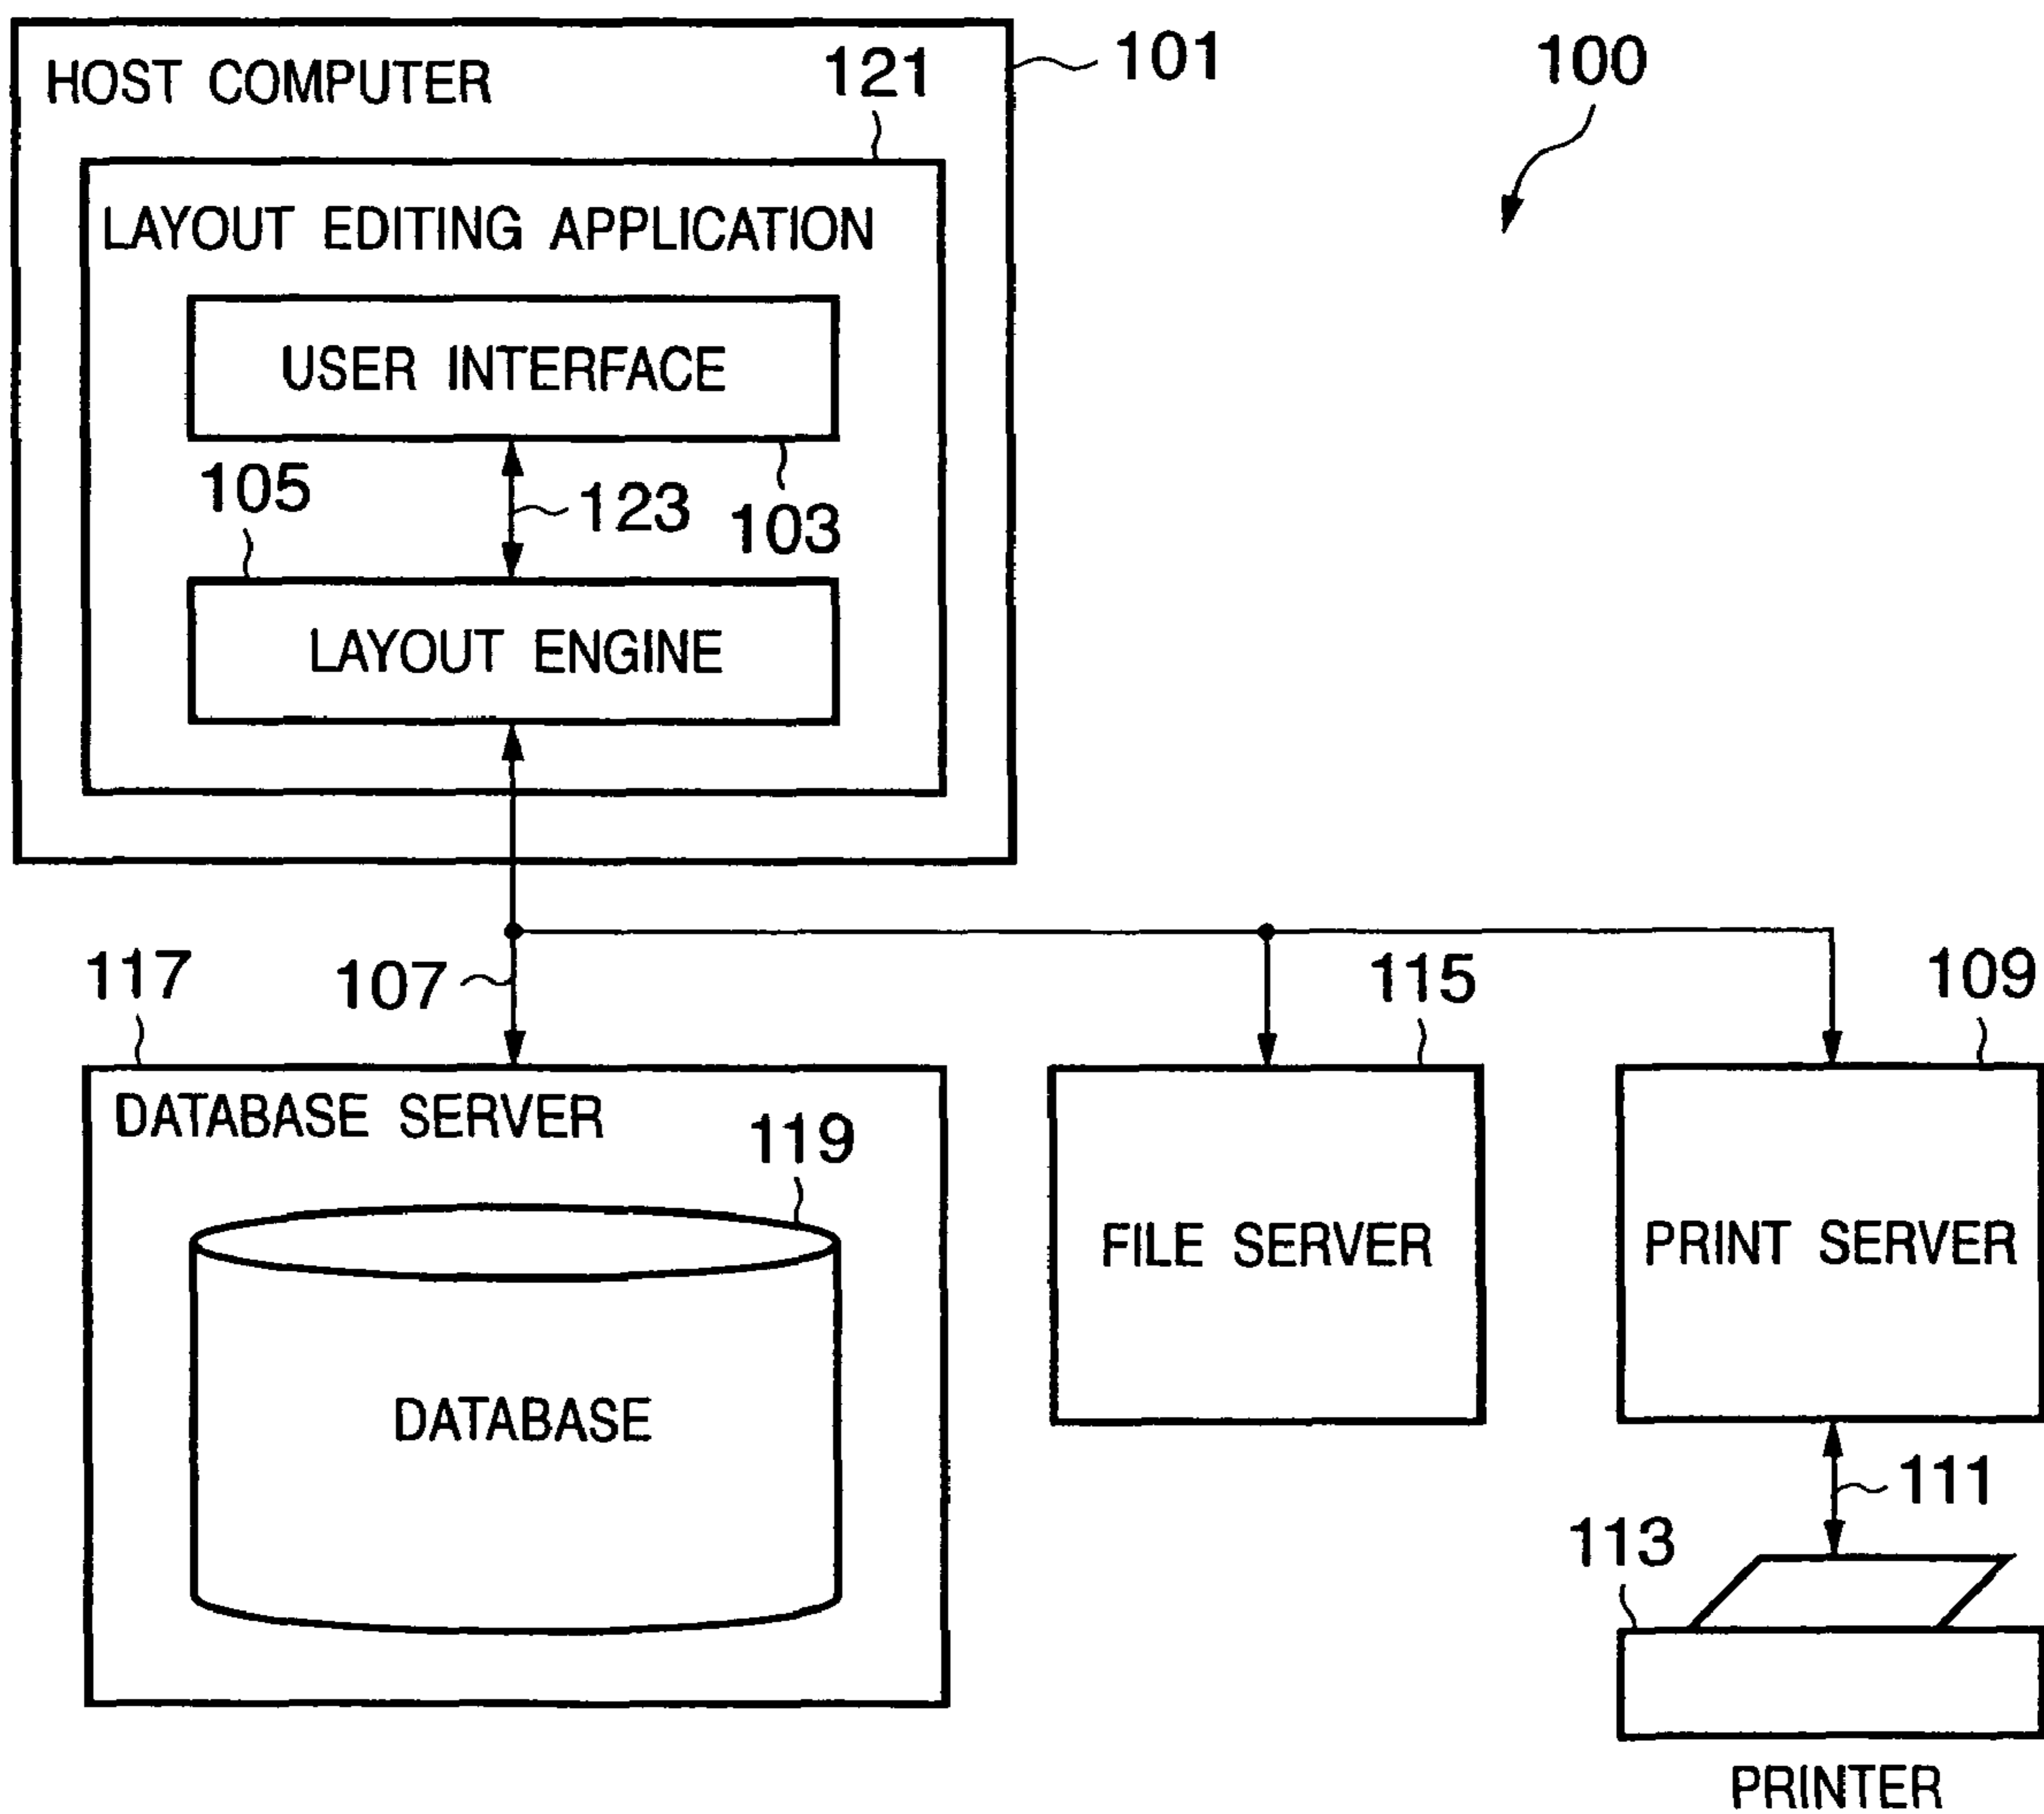 HOST COMPUTER
101
100
121
LAYOUT EDITING APPLICATION
USER INTERFACE
105
123
103
LAYOUT ENGINE
117
107
115
109
DATABASE SERVER
119
FILE SERVER
PRINT SERVER
DATABASE
111
113
PRINTER